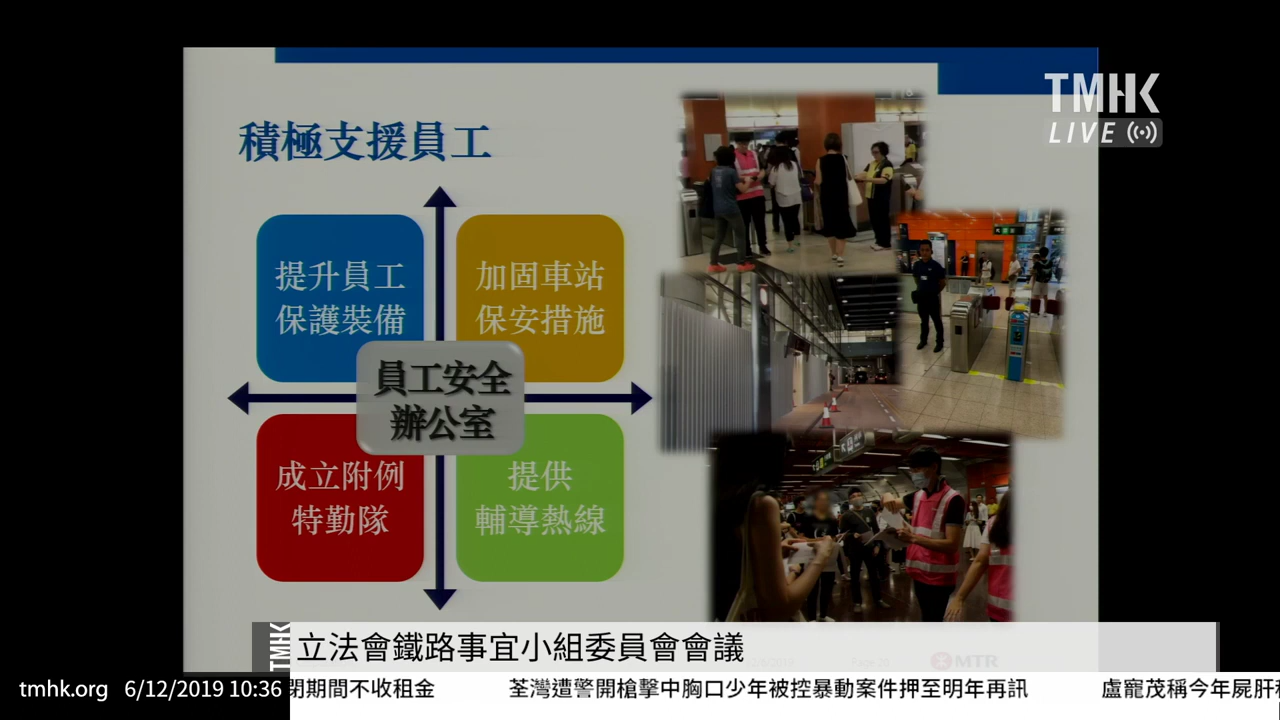 TMHK
LIVE
積極支援員工
提升員工
保護裝備
加固車站
保安措施
員工安全
辦公室
成立附例
特勤隊
提供
輔導熱線
TMHK
立法會鐵路事宜小組委員會會議
MTR
tmhk.org 6/12/2019 10:36
閉期間不收租金 荃灣遭警開槍擊中胸口少年被控暴動案件押至明年再訊 盧寵茂稱今年屍肝